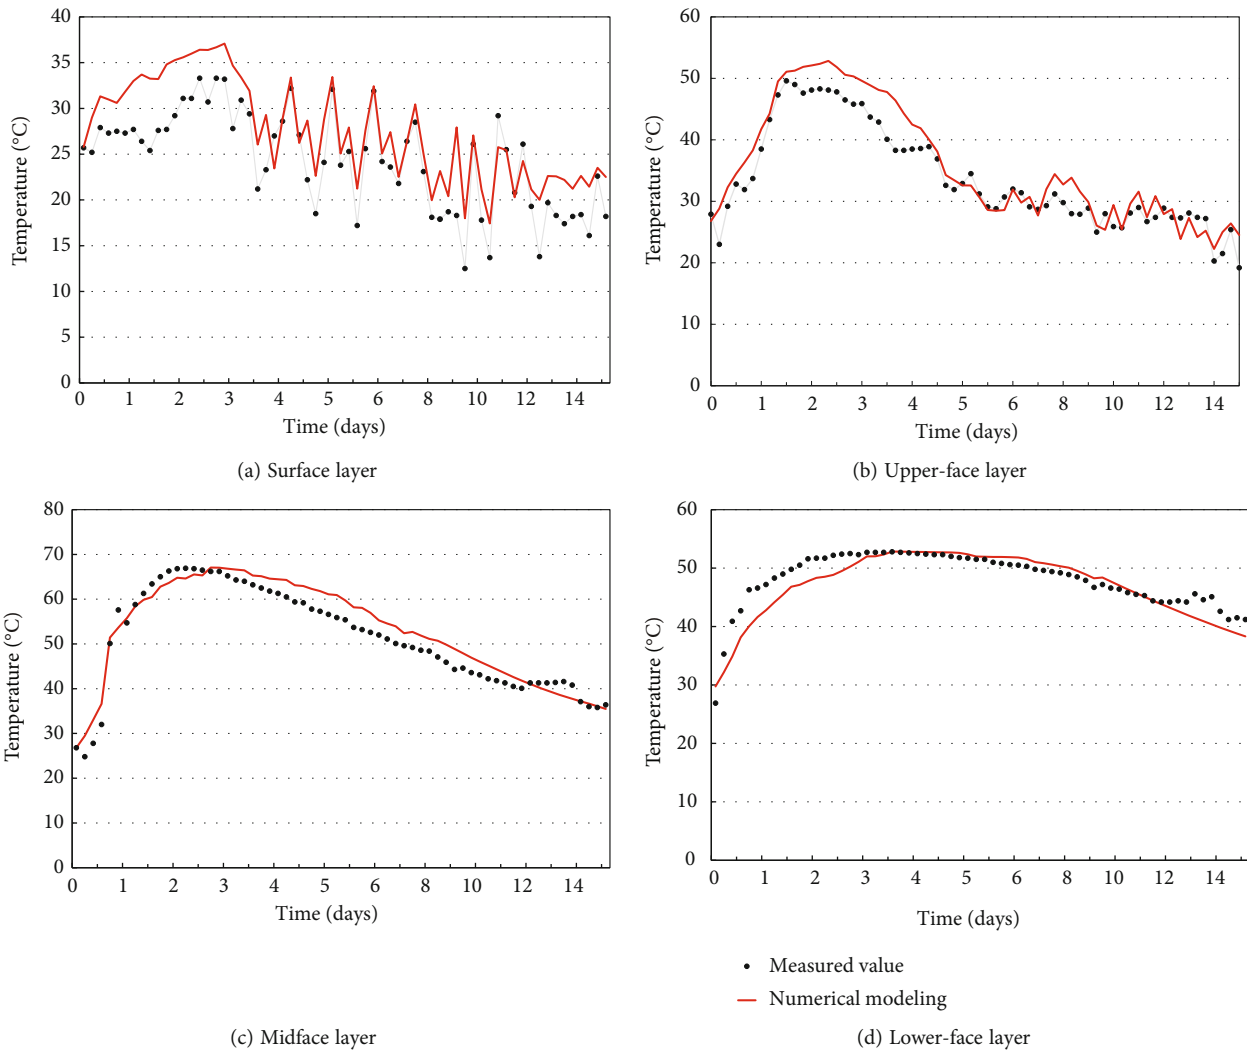 40
35
30
25
20
15
10
5
0
Temperature (°C)
0 1 2 3 4 5 6 8 10 12 14
Time (days)
(a) Surface layer
60
50
40
30
20
10
0
Temperature (°C)
0 1 2 3 4 5 6 8 10 12 14
Time (days)
(b) Upper-face layer
80
70
60
50
40
30
20
10
0
Temperature (°C)
0 1 2 3 4 5 6 8 10 12 14
Time (days)
(c) Midface layer
60
50
40
30
20
10
0
Temperature (°C)
0 1 2 3 4 5 6 8 10 12 14
Time (days)
Measured value
Numerical modeling
(d) Lower-face layer